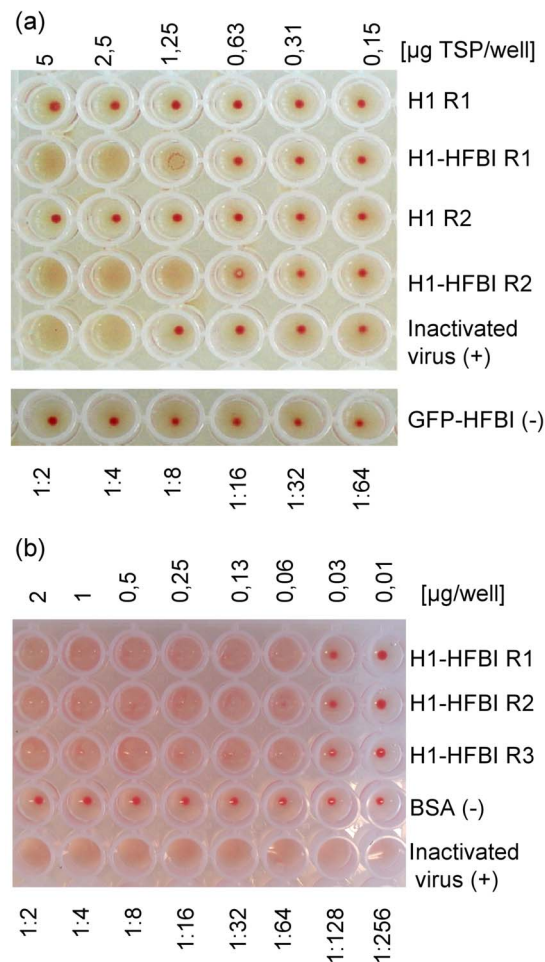 (a)
5 2,5 1,25 0,63 0,31 0,15 [µg TSP/well]
H1 R1
H1-HFBI R1
H1 R2
H1-HFBI R2
Inactivated
virus (+)
GFP-HFBI (-)
1:2 1:4 1:8 1:16 1:32 1:64
(b)
2 1 0,5 0,25 0,13 0,06 0,03 0,01 [µg/well]
H1-HFBI R1
H1-HFBI R2
H1-HFBI R3
BSA (-)
Inactivated
virus (+)
1:2 1:4 1:8 1:16 1:32 1:64 1:128 1:256